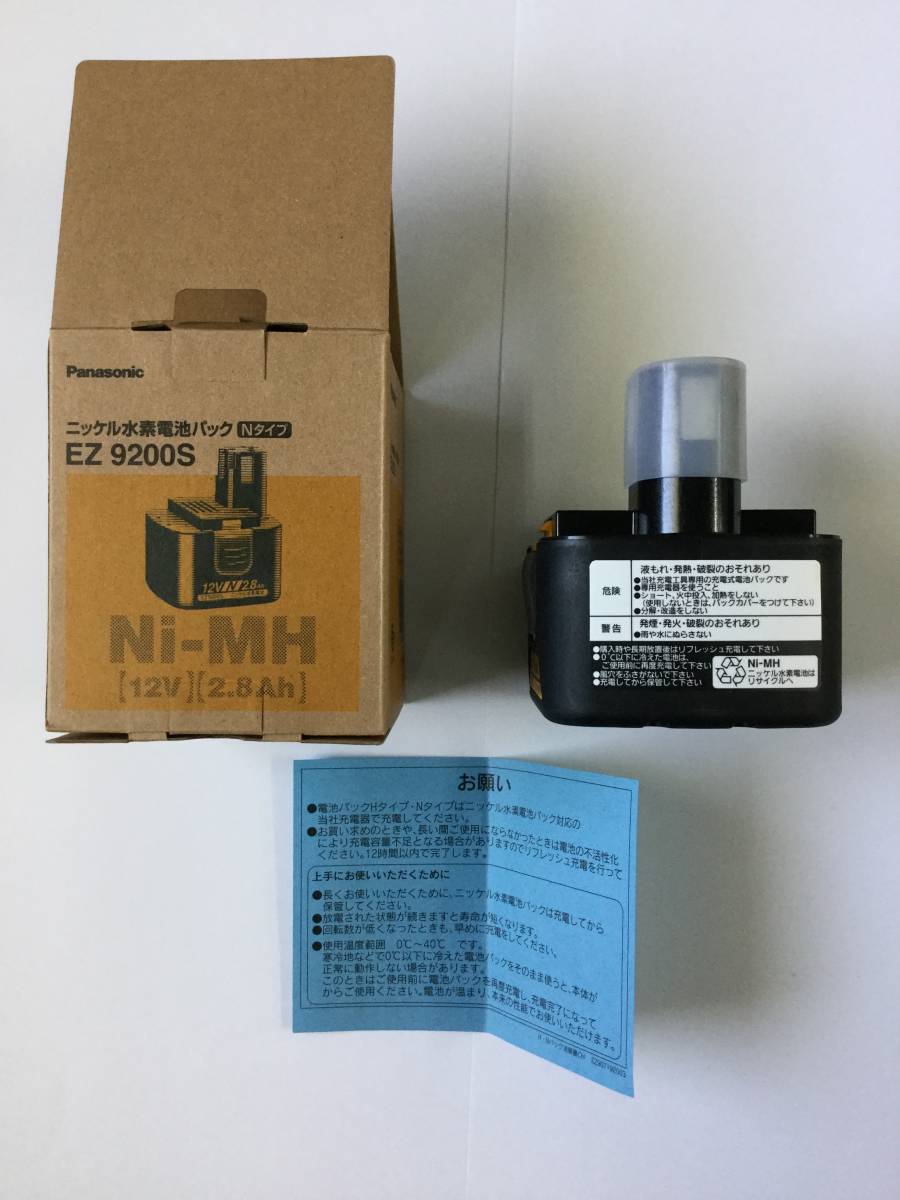 Panasonic
ニッケル水素電池パック Nタイプ
EZ 9200S
12V N 2.8Ah
Ni-MH
[12V][2.8Ah]
危険
液もれ・発熱・破裂のおそれあり
●当社充電工具専用の充電式電池パックです
●専用充電器を使うこと
●ショート、火中投入、加熱をしない
(使用しないときは、パックカバーをつけて下さい)
●分解・改造をしない
警告
発煙・発火・破裂のおそれあり
●雨や水にぬらさない
●購入時や長期放置後はリフレッシュ充電して下さい
●0℃以下に冷えた電池は、
ご使用前に再度充電して下さい
●風穴をふさがないで下さい
●充電してから保管して下さい
Ni-MH
ニッケル水素電池は
リサイクルへ
お願い
●電池パックHタイプ・Nタイプはニッケル水素電池パック対応の
当社充電器で充電してください。
●お買い求めのときや、長い間ご使用にならなかったときは電池の不活性化
により充電容量不足となる場合がありますのでリフレッシュ充電を行って
ください。12時間以内で完了します。
上手にお使いいただくために
●長くお使いいただくために、ニッケル水素電池パックは充電してから
保管してください。
●放電された状態が続きますと寿命が短くなります。
●回転数が低くなったときも、早めに充電をしてください。
●使用温度範囲 0℃～40℃ です。
寒冷地などで0℃以下に冷えた電池パックをそのまま使うと、本体が
正常に動作しない場合があります。
このときはご使用前に電池パックを再度充電し、充電完了になって
からご使用ください。電池が温まり、本来の性能でお使いいただけます。